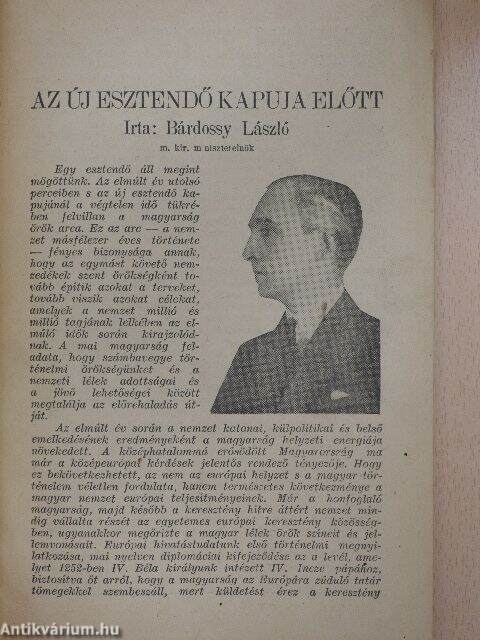 AZ ÚJ ESZTENDŐ KAPUJA ELŐTT
Irta: Bárdossy László
m. kir. miniszterelnök
Egy esztendő áll megint
mögöttünk. Az elmúlt év utolsó
perceiben s az új esztendő ka-
pujánál a végtelen idő tükré-
ben felvillan a magyarság
örök arca. Ez az arc — a nem-
zet másfélezer éves története
— fényes bizonysága annak,
hogy az egymást követő nem-
zedékek szent örökségként to-
vább építik azokat a terveket,
tovább viszik azokat célokat,
amelyek a nemzet millió és
millió tagjának lelkében az el-
múlt idők során kirajzolód-
nak. A mai magyarság fel-
adata, hogy számbavegye tör-
ténelmi örökségünket és a
nemzeti lélek adottságai és
a jövő lehetőségei között
megtalálja az előrehaladás út-
ját.
Az elmúlt év során a nemzet katonai, külpolitikai és belső
emelkedésének eredményeként a magyarság helyzeti energiája
növekedett. A középhatalommá erősödött Magyarország ma
már a középeurópai kérdések jelentős rendező tényezője. Hogy
ez bekövetkezhetett, az nem az európai helyzet s a magyar tör-
ténelem véletlen fordulata, hanem természetes következménye a
magyar nemzet európai teljesítményeinek. Már a honfoglaló
magyarság, majd később a keresztény hitre áttért nemzet min-
dig vállalta részét az egyetemes európai keresztény közösség-
ben, ugyanakkor megőrizte a magyar lélek örök színeit és jel-
lemvonásait. Európai hivatástudatunk első történelmi megnyi-
latkozása, mai nyelven diplomáciai kifejeződése az a levél, ame-
lyet 1252-ben IV. Béla királyunk intézett IV. Ince pápához,
biztosítva őt arról, hogy a magyarság az Európára zúduló tatár
tömegekkel szembeszáll, mert küldetést érez a keresztény
Antikvárium.hu